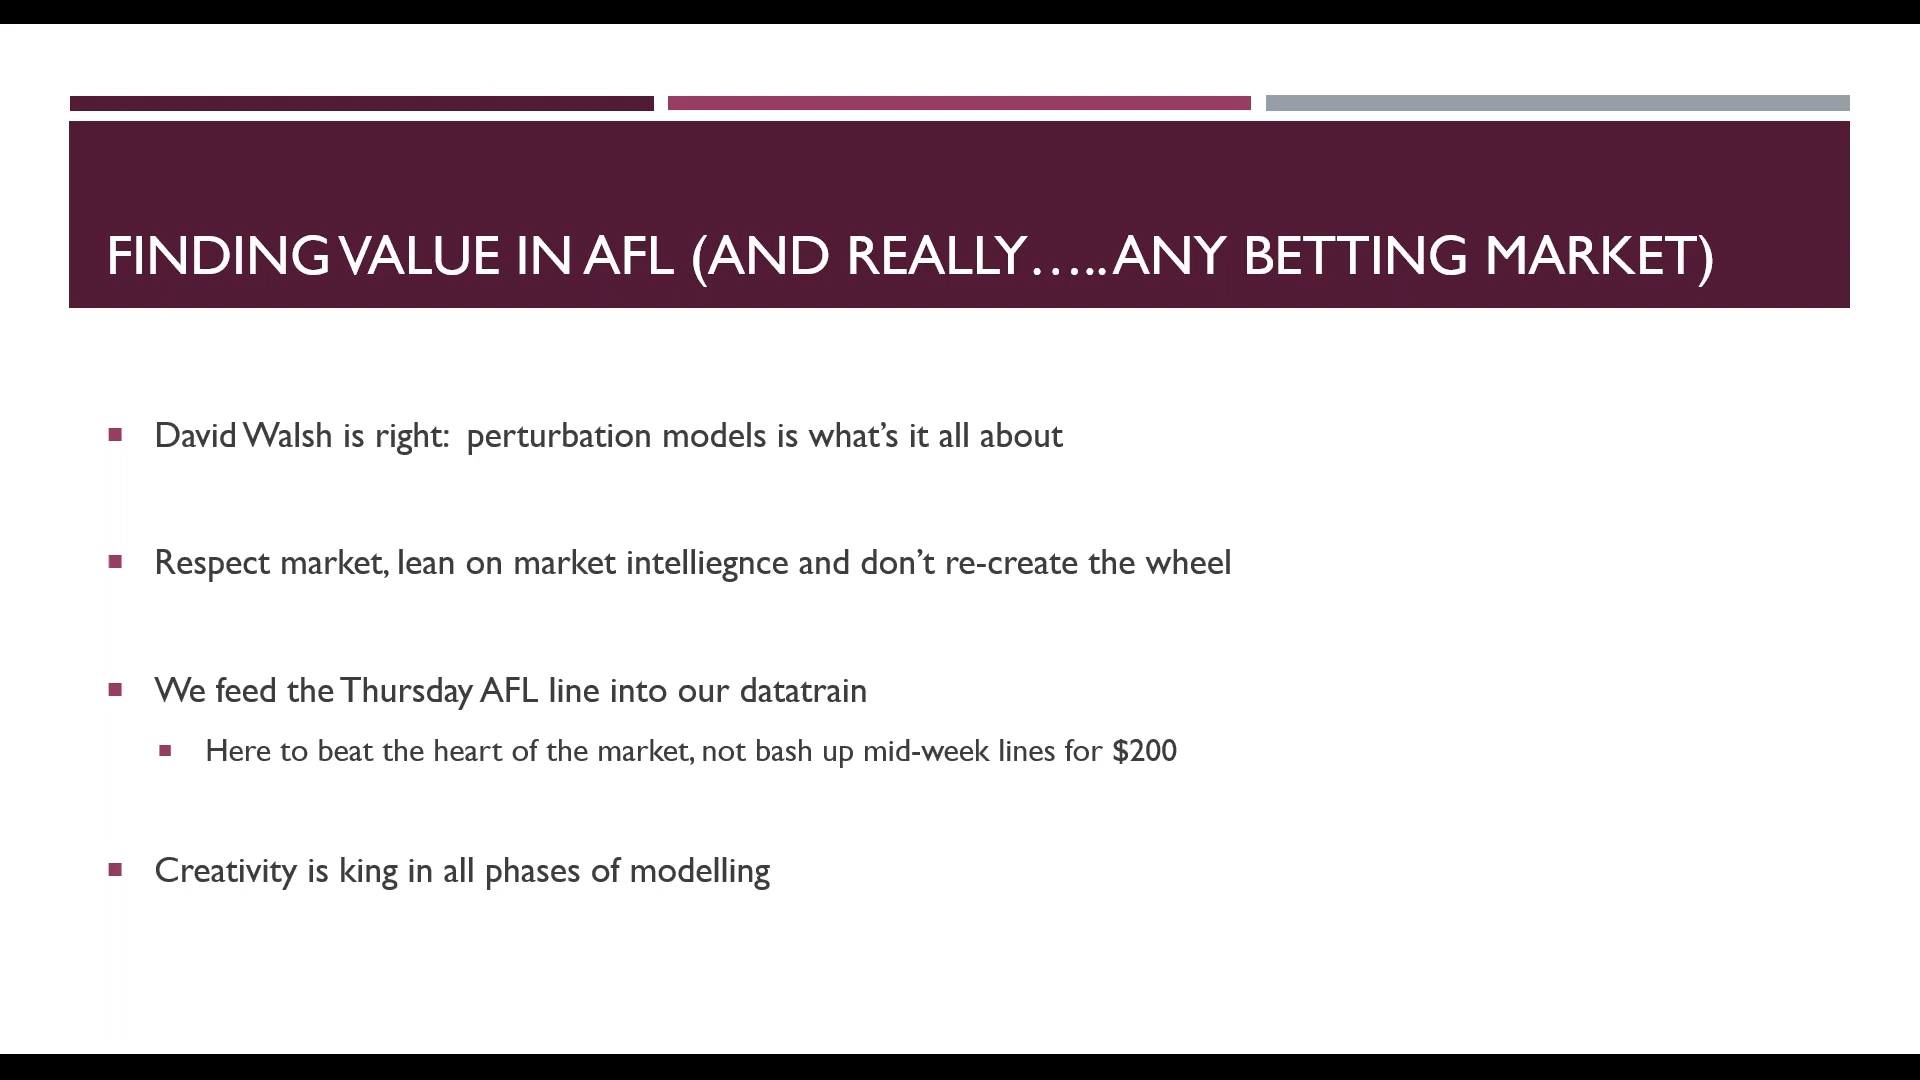 FINDING VALUE IN AFL (AND REALLY…..ANY BETTING MARKET)
David Walsh is right:  perturbation models is what’s it all about
Respect market, lean on market intelliegnce and don’t re-create the wheel
We feed the Thursday AFL line into our datatrain
Here to beat the heart of the market, not bash up mid-week lines for $200
Creativity is king in all phases of modelling